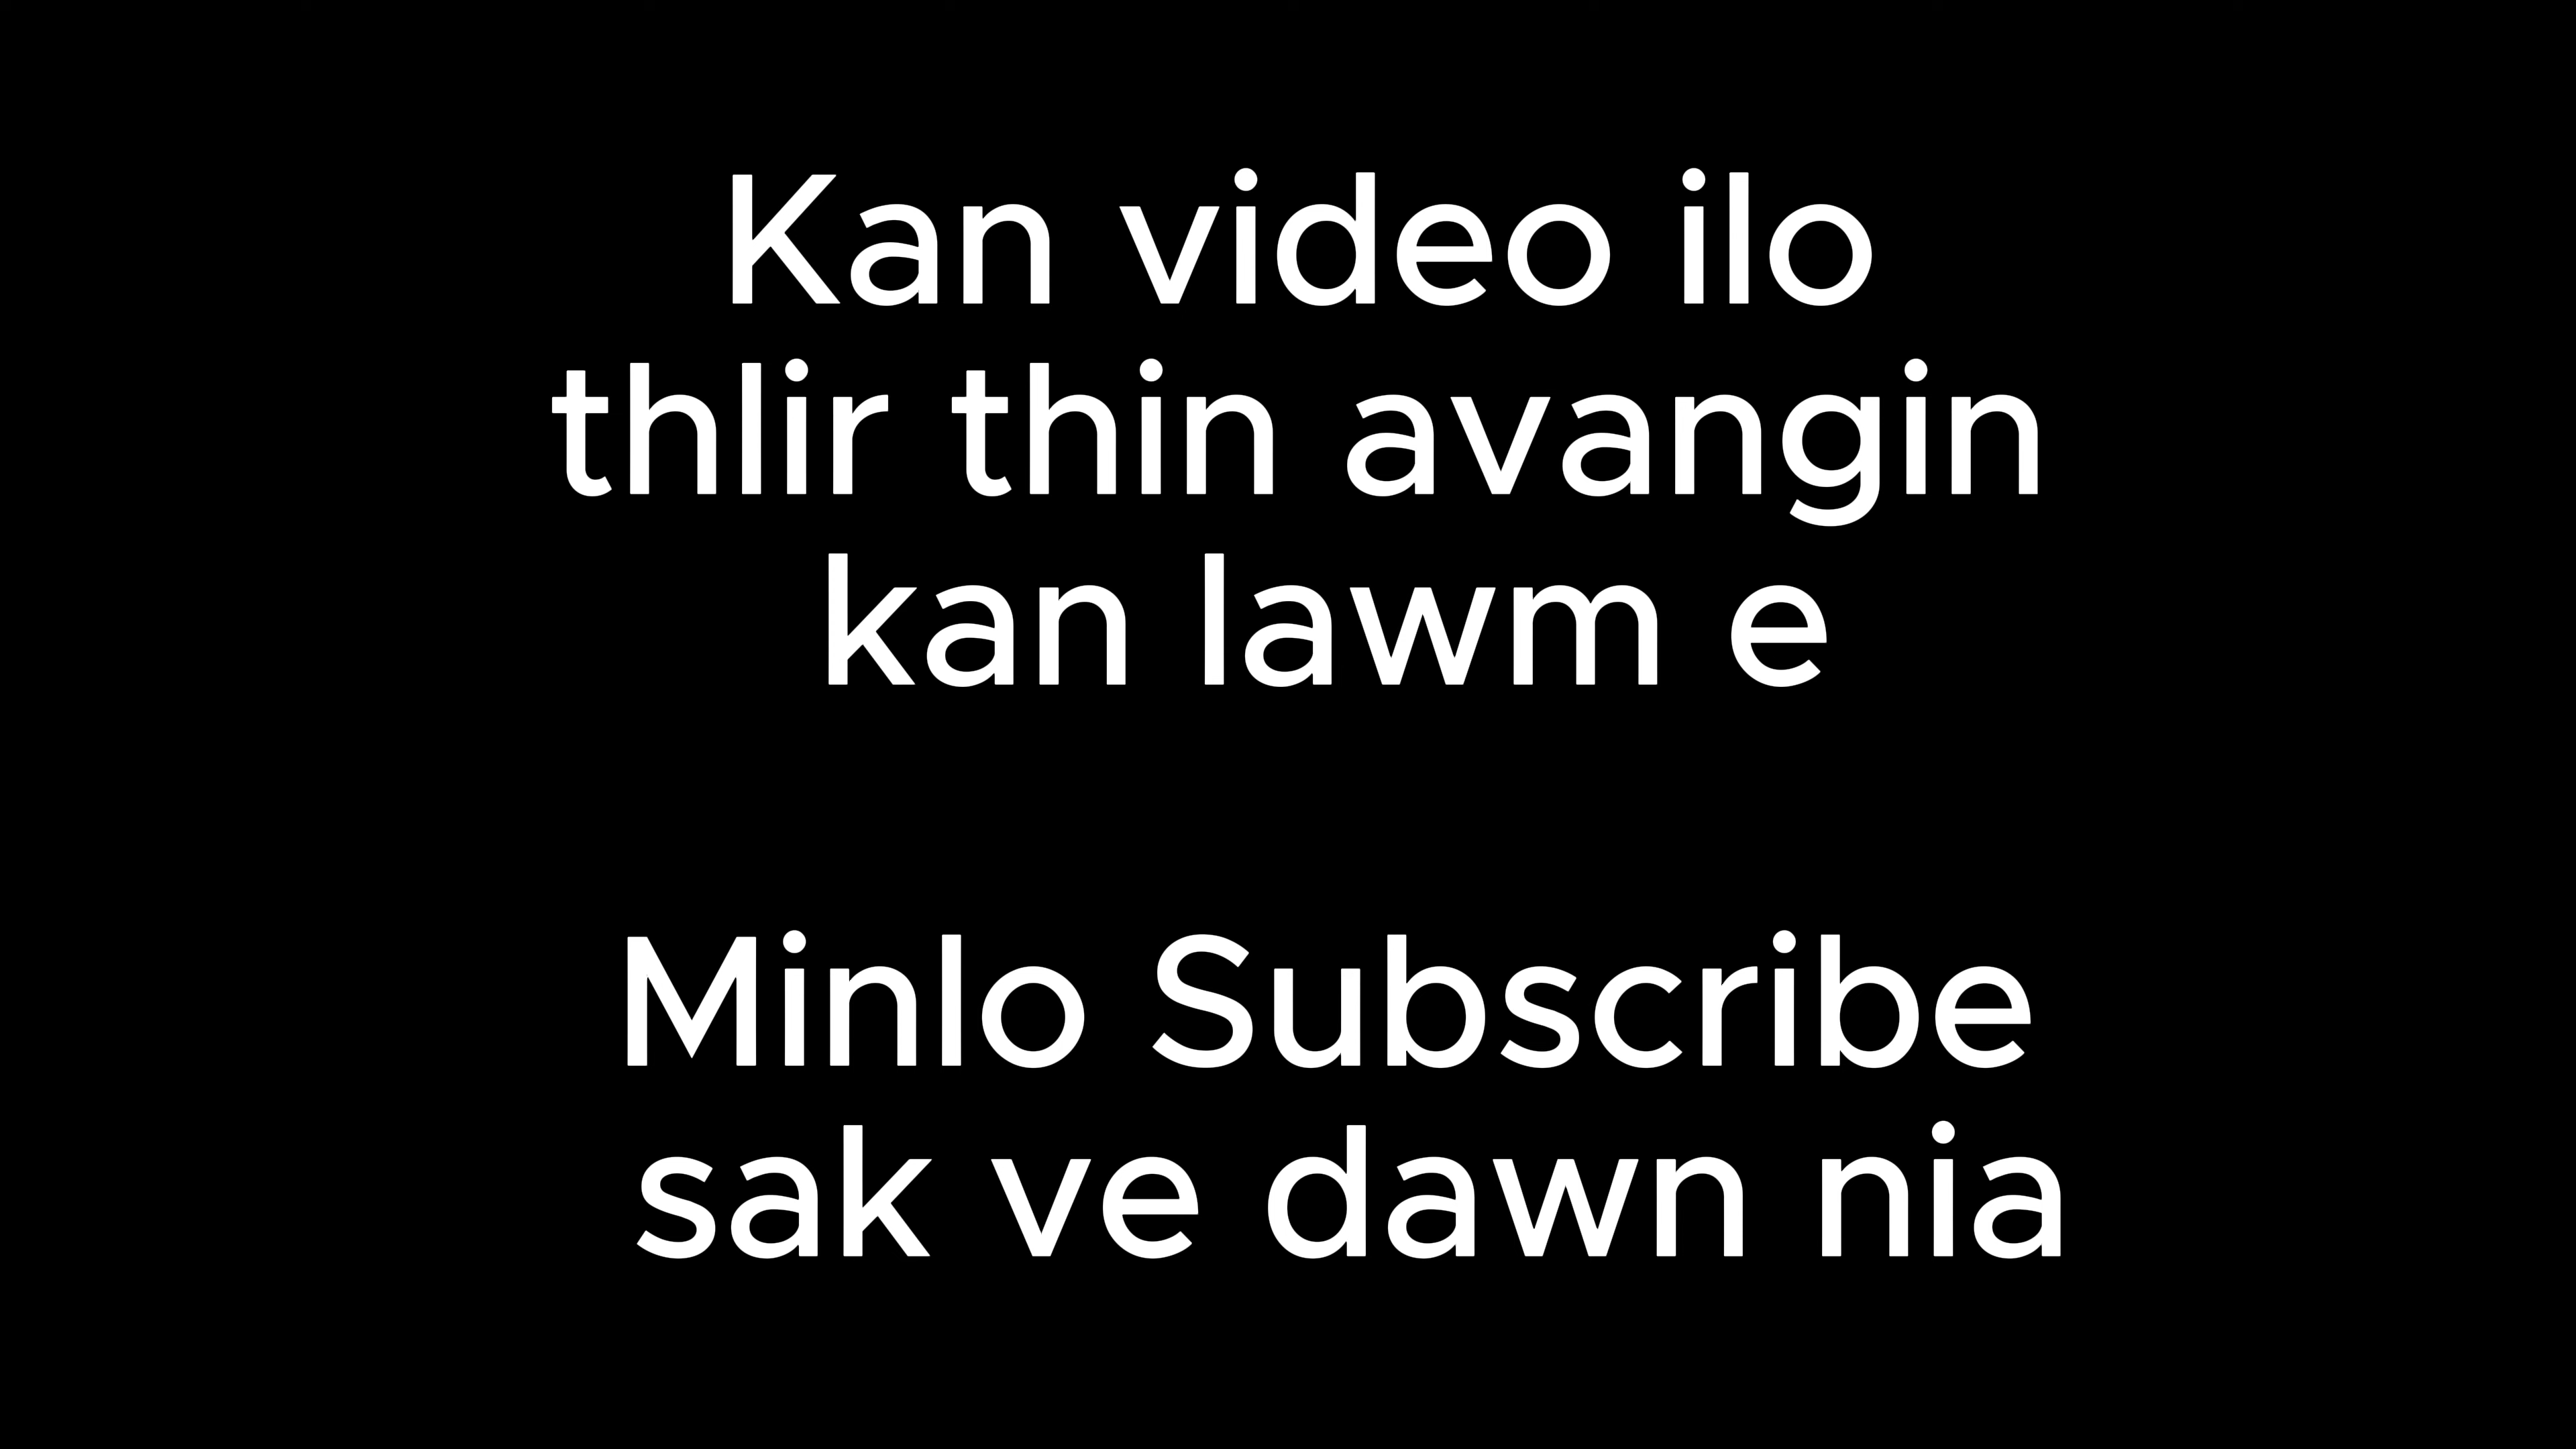 Kan video ilo
thlir thin avangin
kan lawm e
Minlo Subscribe
sak ve dawn nia